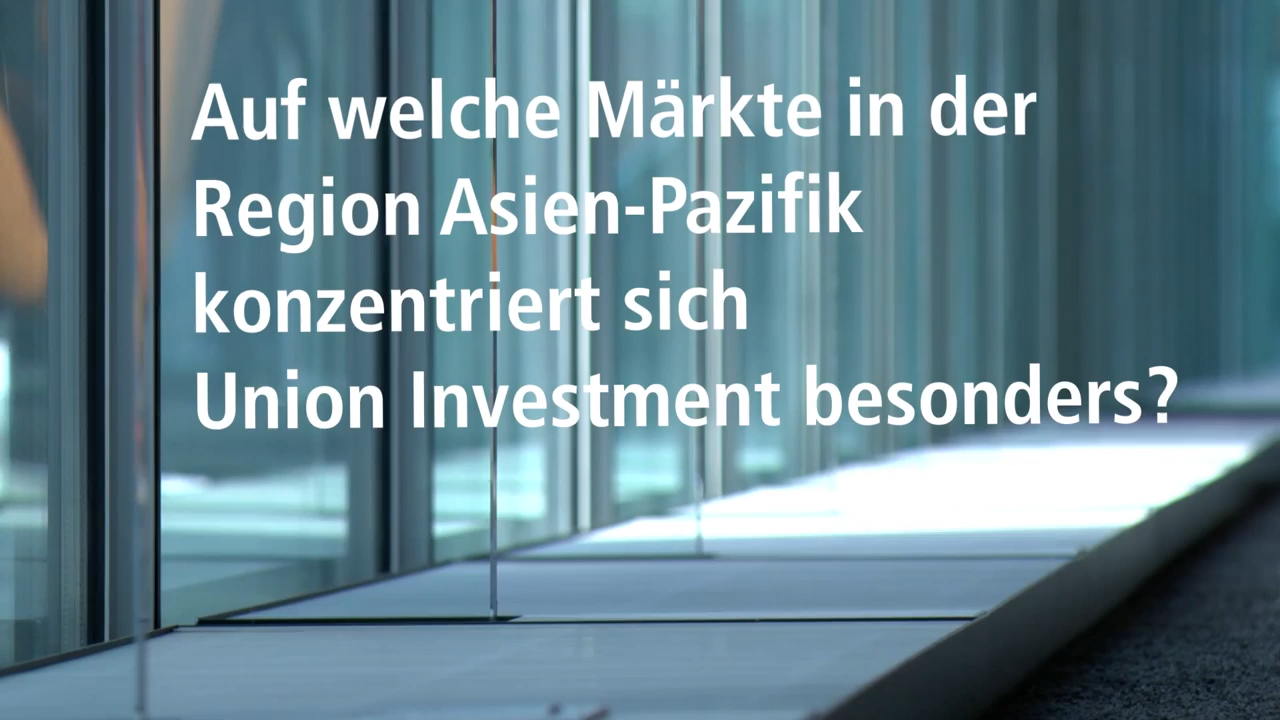 Auf welche Märkte in der
Region Asien-Pazifik
konzentriert sich
Union Investment besonders?